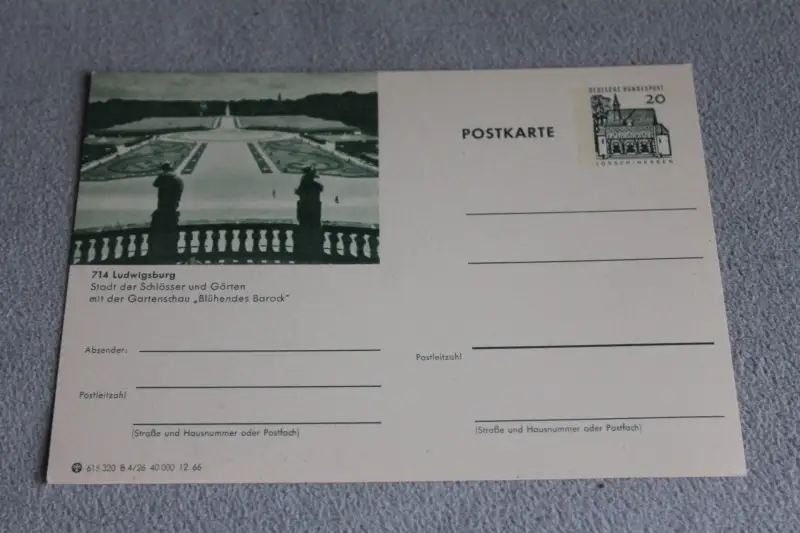 DEUTSCHE BUNDESPOST
20
LORSCH/HESSEN
POSTKARTE
714 Ludwigsburg
Stadt der Schlösser und Gärten
mit der Gartenschau „Blühendes Barock"
Absender:
Postleitzahl
(Straße und Hausnummer oder Postfach)
Postleitzahl
(Straße und Hausnummer oder Postfach)
615 320 B 4/26 40 000 12. 66